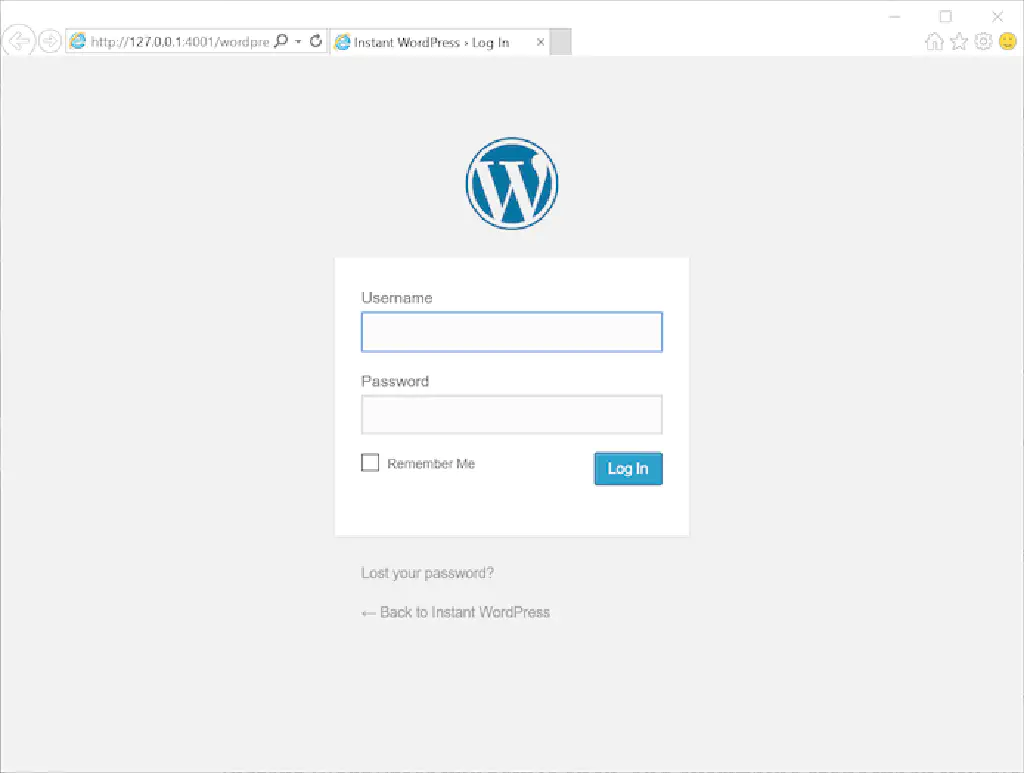 http://127.0.0.1:4001/wordpre
Instant WordPress › Log In
Username
Password
Remember Me
Log In
Lost your password?
← Back to Instant WordPress